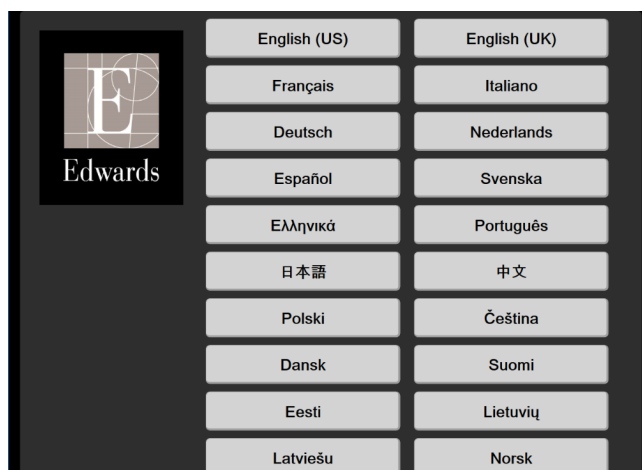 E
Edwards
English (US)
English (UK)
Français
Italiano
Deutsch
Nederlands
Español
Svenska
Ελληνικά
Português
日本語
中文
Polski
Čeština
Dansk
Suomi
Eesti
Lietuvių
Latviešu
Norsk